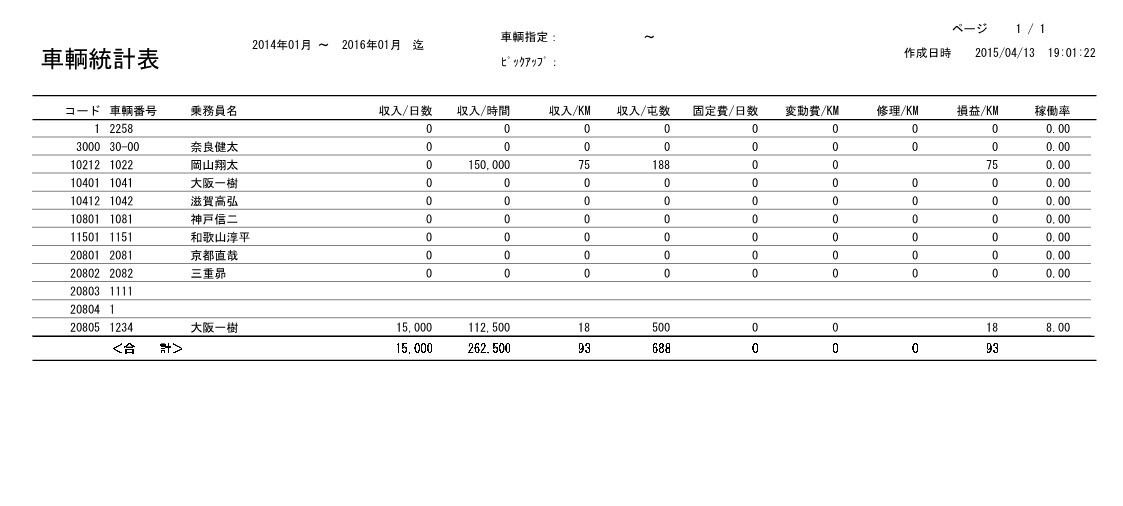 ページ 1 / 1
車輌統計表 2014年01月 ～ 2016年01月 迄 車輌指定： ～
ﾋﾟｯｸｱｯﾌﾟ： 作成日時 2015/04/13 19:01:22
コード 車輌番号 乗務員名 収入/日数 収入/時間 収入/KM 収入/屯数 固定費/日数 変動費/KM 修理/KM 損益/KM 稼働率
1 2258 0 0 0 0 0 0 0 0 0.00
3000 30-00 奈良健太 0 0 0 0 0 0 0 0 0.00
10212 1022 岡山翔太 0 150,000 75 188 0 0 75 0.00
10401 1041 大阪一樹 0 0 0 0 0 0 0 0 0.00
10412 1042 滋賀高弘 0 0 0 0 0 0 0 0 0.00
10801 1081 神戸信二 0 0 0 0 0 0 0 0 0.00
11501 1151 和歌山淳平 0 0 0 0 0 0 0 0 0.00
20801 2081 京都直哉 0 0 0 0 0 0 0 0 0.00
20802 2082 三重昴 0 0 0 0 0 0 0 0 0.00
20803 1111
20804 1
20805 1234 大阪一樹 15,000 112,500 18 500 0 0 18 8.00
＜合 計＞ 15,000 262,500 93 688 0 0 0 93